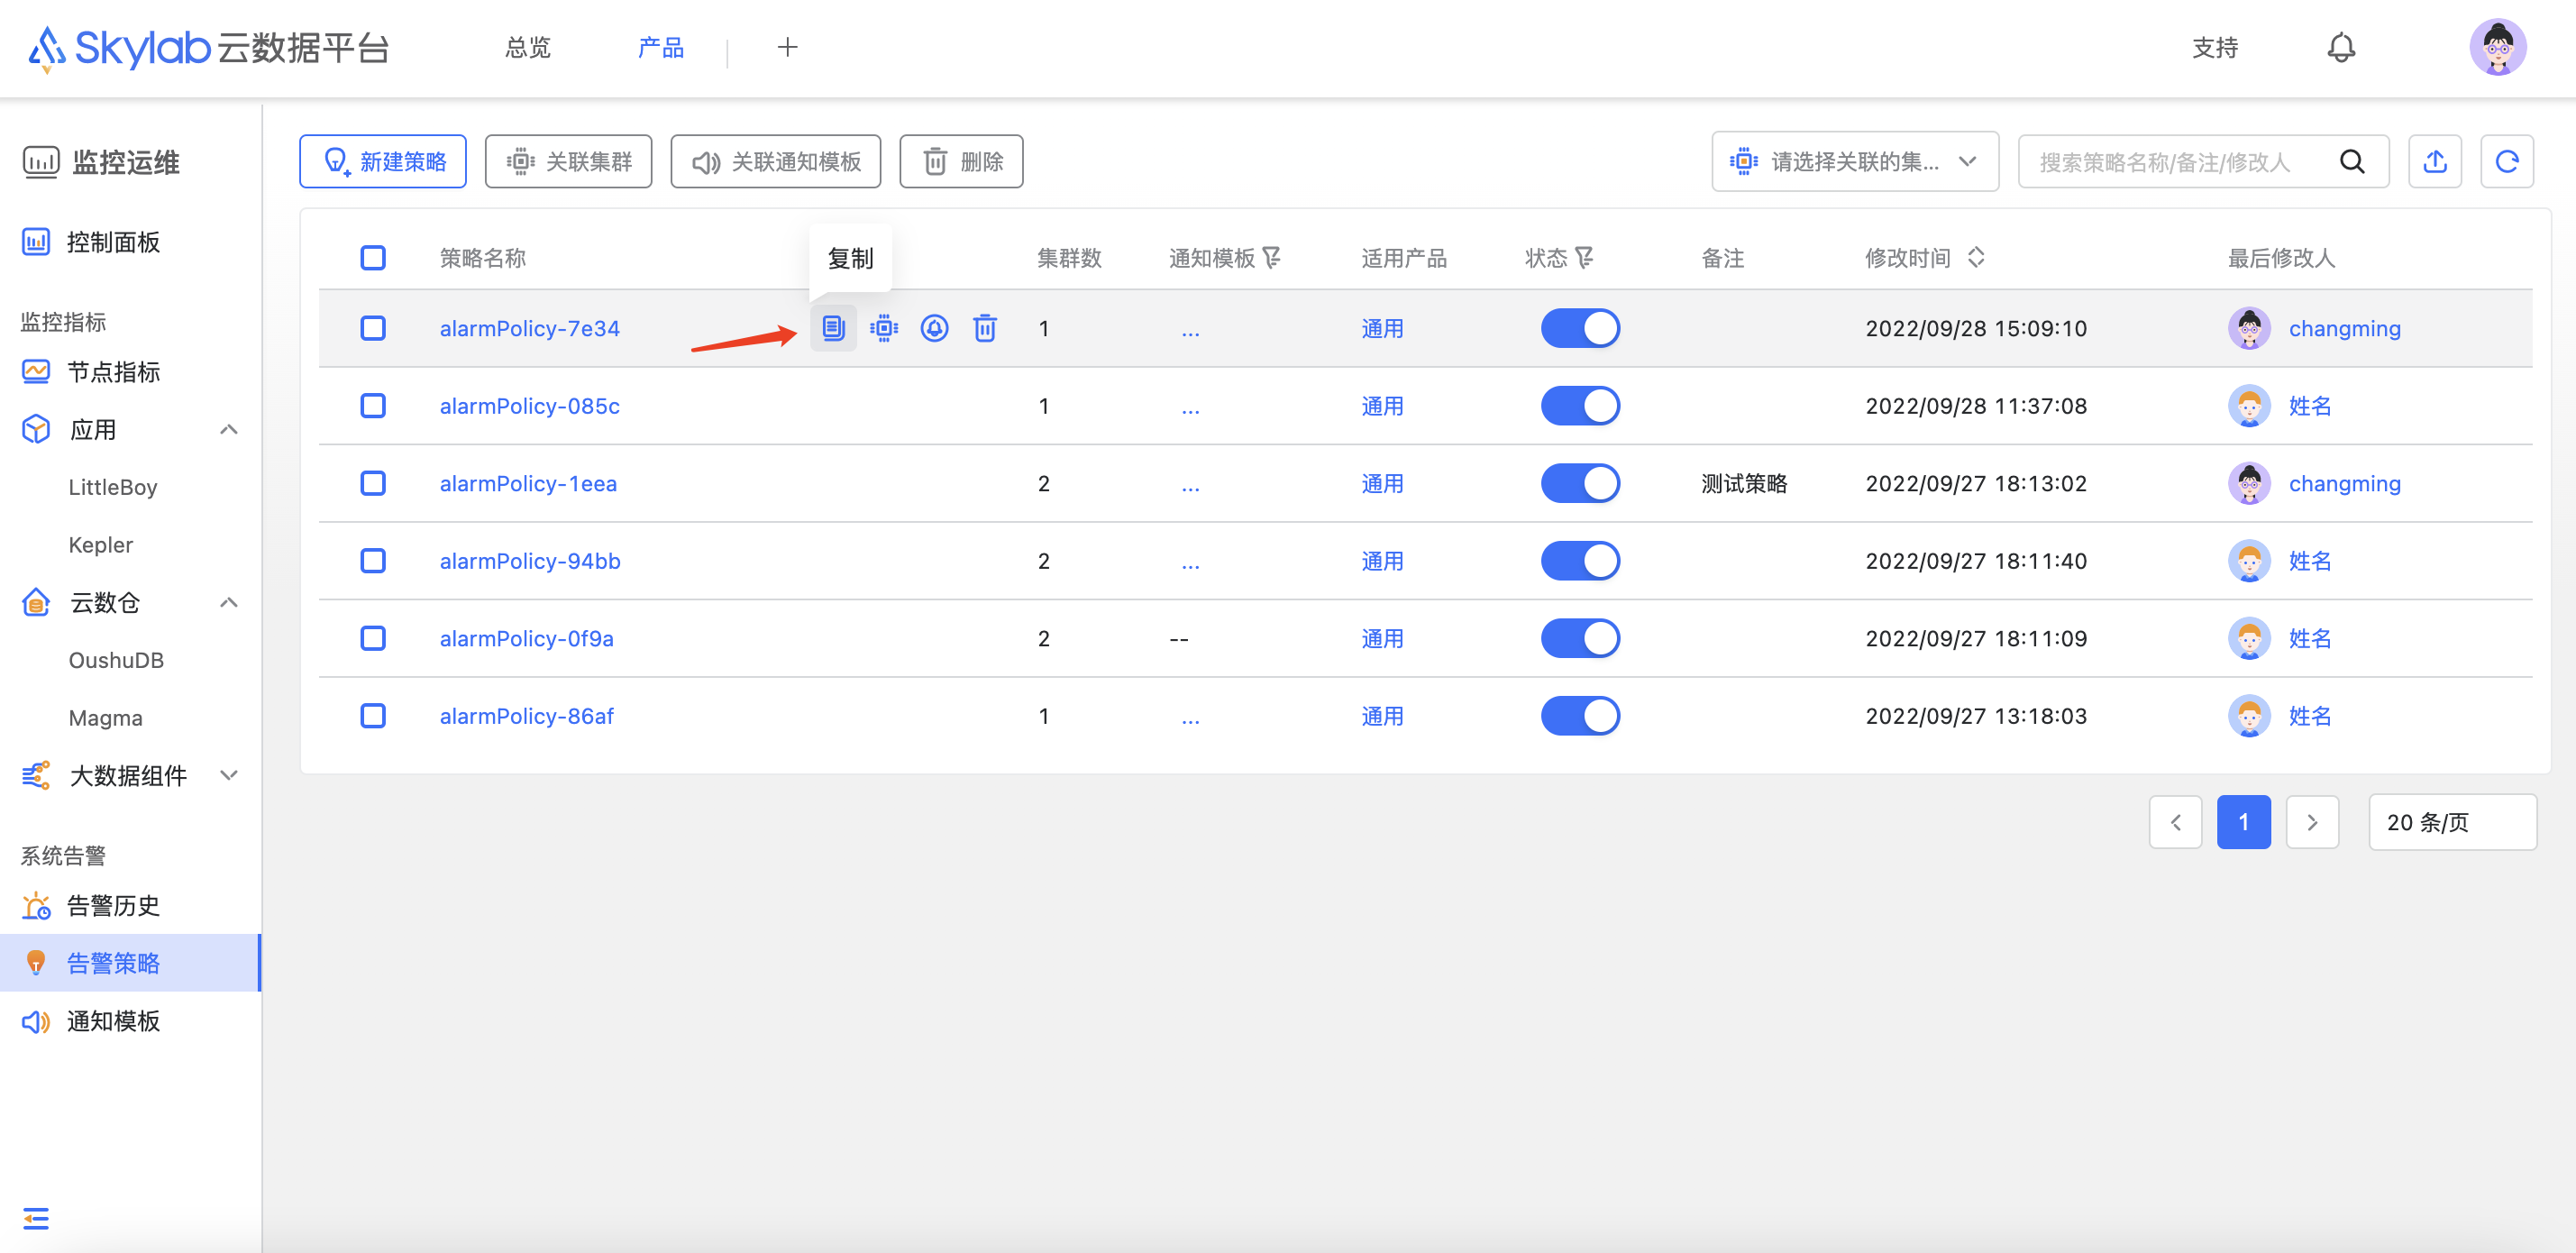 Skylab 云数据平台 总览 产品 支持
监控运维
控制面板
监控指标
节点指标
应用
LittleBoy
Kepler
云数仓
OushuDB
Magma
大数据组件
系统告警
告警历史
告警策略
通知模板
新建策略 关联集群 关联通知模板 删除 请选择关联的集... 搜索策略名称/备注/修改人
复制
策略名称 集群数 通知模板 适用产品 状态 备注 修改时间 最后修改人
alarmPolicy-7e34 1 ... 通用 2022/09/28 15:09:10 changming
alarmPolicy-085c 1 ... 通用 2022/09/28 11:37:08 姓名
alarmPolicy-1eea 2 ... 通用 测试策略 2022/09/27 18:13:02 changming
alarmPolicy-94bb 2 ... 通用 2022/09/27 18:11:40 姓名
alarmPolicy-0f9a 2 -- 通用 2022/09/27 18:11:09 姓名
alarmPolicy-86af 1 ... 通用 2022/09/27 13:18:03 姓名
1 20 条/页